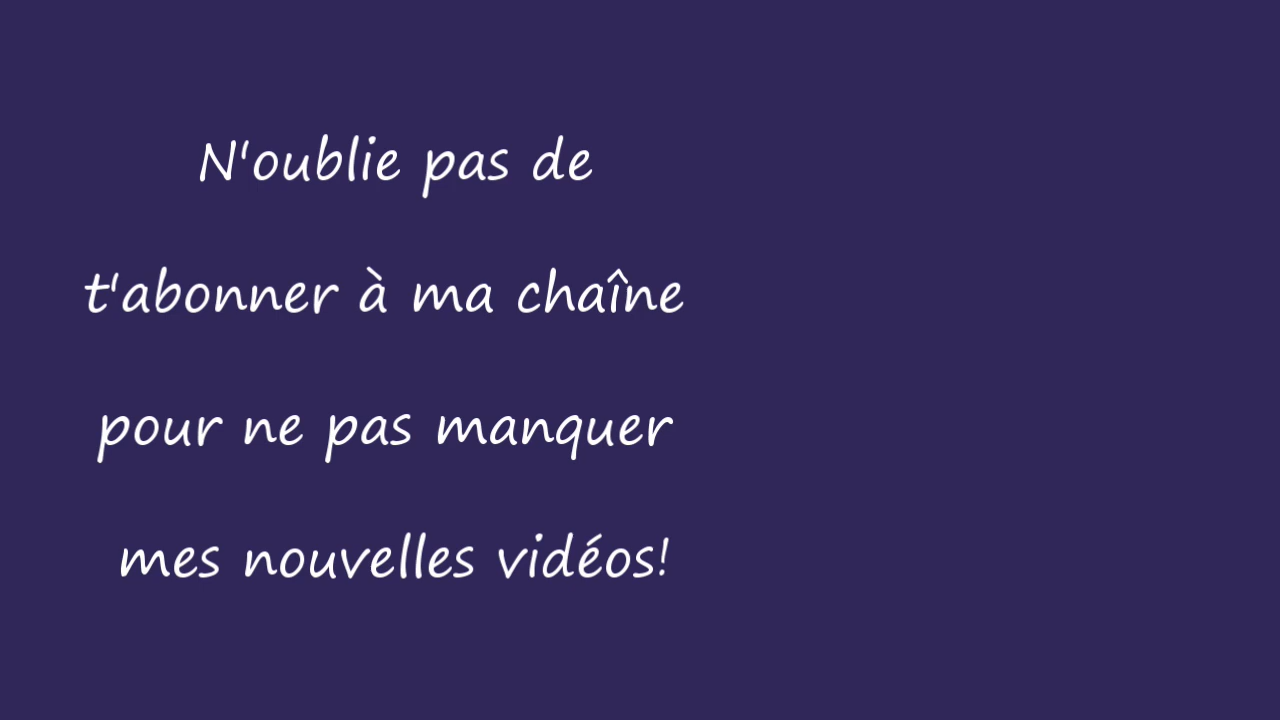 N'oublie pas de
t'abonner à ma chaîne
pour ne pas manquer
mes nouvelles vidéos!